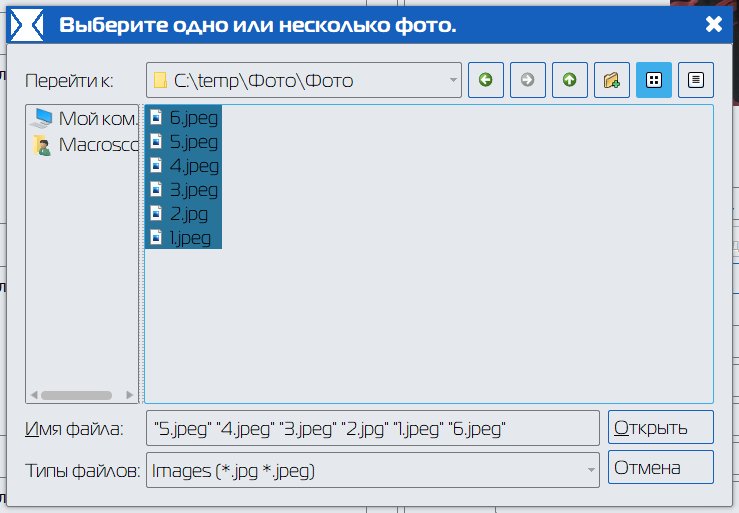 Выберите одно или несколько фото.
Перейти к: C:\temp\Фото\Фото
Мой ком.
Macrosco
6.jpeg
5.jpeg
4.jpeg
3.jpeg
2.jpg
1.jpeg
Имя файла: "5.jpeg" "4.jpeg" "3.jpeg" "2.jpg" "1.jpeg" "6.jpeg" Открыть
Типы файлов: Images (*.jpg *.jpeg) Отмена